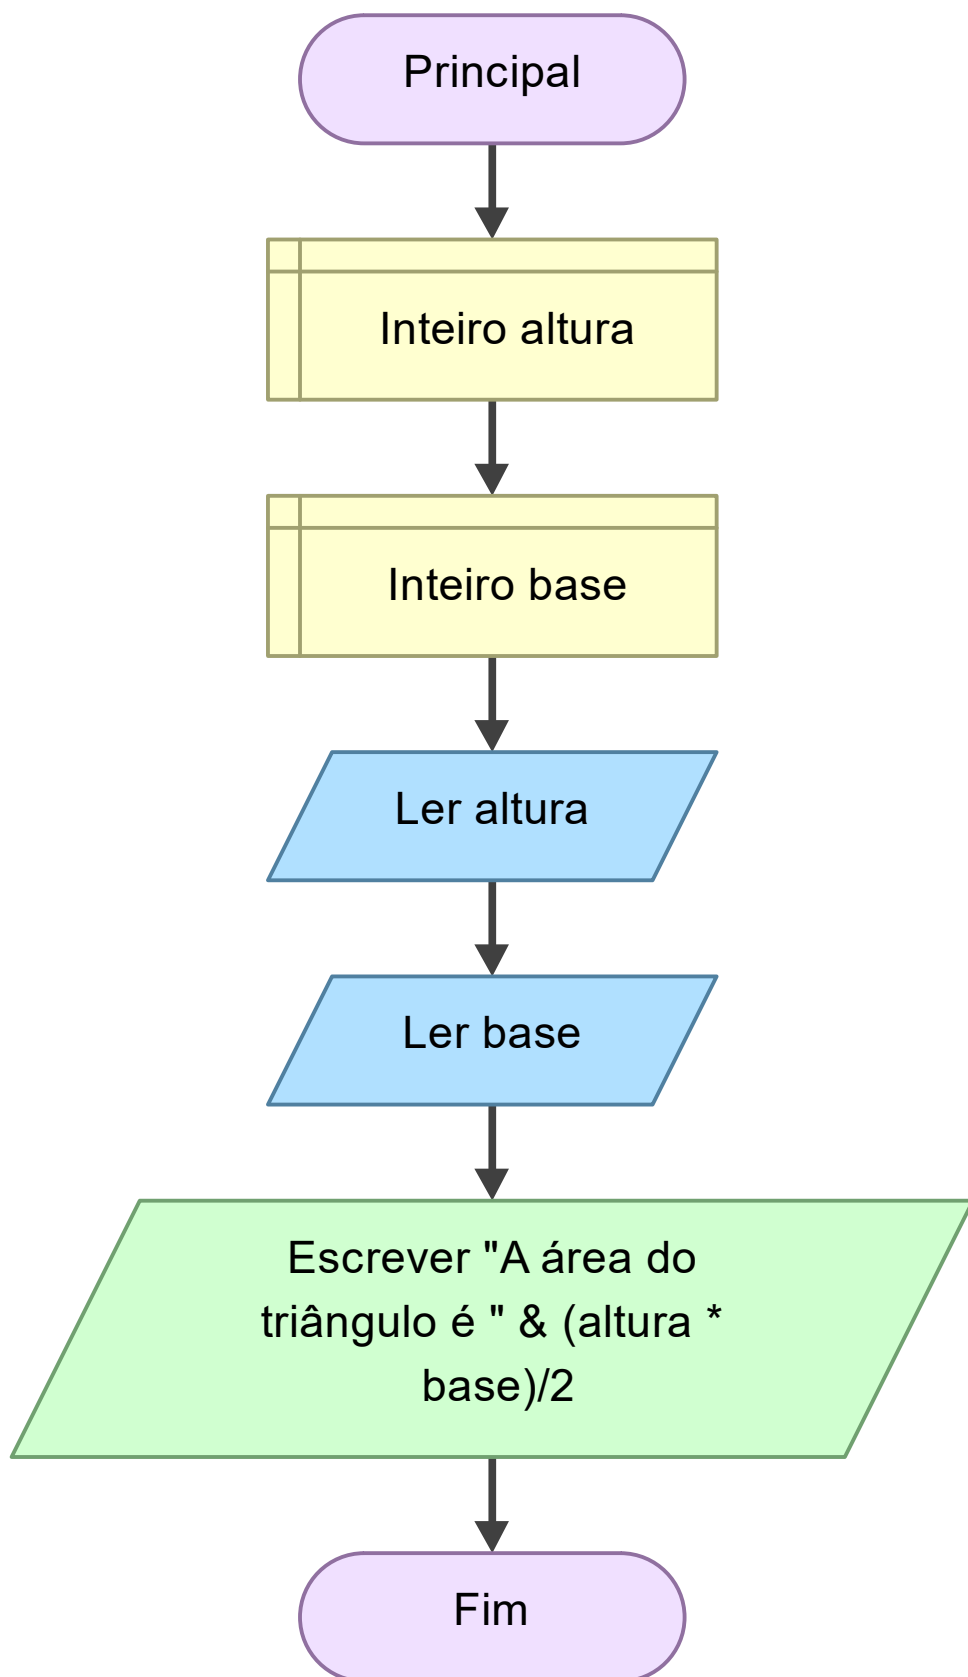 Principal
Inteiro altura
Inteiro base
Ler altura
Ler base
Escrever "A área do
triângulo é " & (altura *
base)/2
Fim